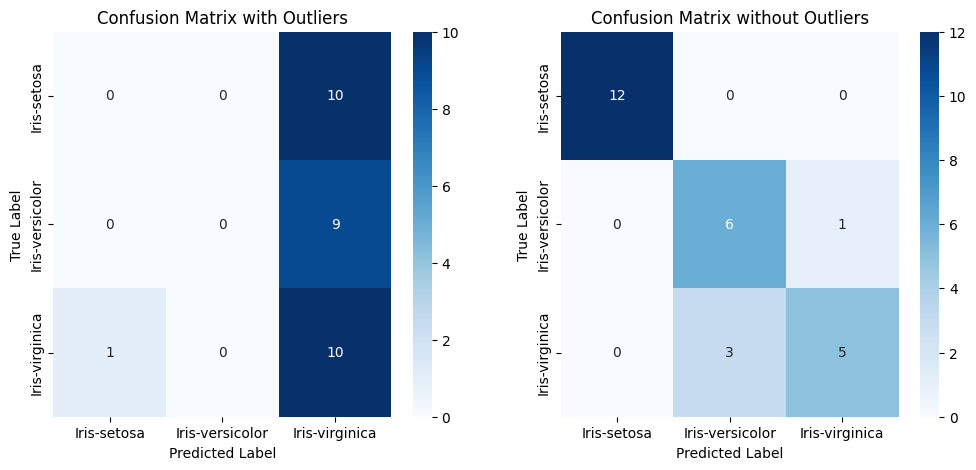 Confusion Matrix with Outliers
True Label
Iris-setosa
Iris-versicolor
Iris-virginica
0 0 10
0 0 9
1 0 10
Iris-setosa Iris-versicolor Iris-virginica
Predicted Label
10
8
6
4
2
0
Confusion Matrix without Outliers
True Label
Iris-setosa
Iris-versicolor
Iris-virginica
12 0 0
0 6 1
0 3 5
Iris-setosa Iris-versicolor Iris-virginica
Predicted Label
12
10
8
6
4
2
0